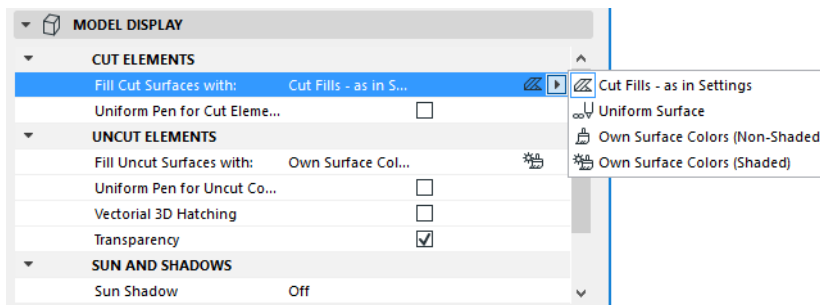 MODEL DISPLAY
CUT ELEMENTS
Fill Cut Surfaces with: Cut Fills - as in S...
Cut Fills - as in Settings
Uniform Pen for Cut Eleme...
Uniform Surface
UNCUT ELEMENTS
Own Surface Colors (Non-Shaded
Fill Uncut Surfaces with: Own Surface Col...
Own Surface Colors (Shaded)
Uniform Pen for Uncut Co...
Vectorial 3D Hatching
Transparency
SUN AND SHADOWS
Sun Shadow Off